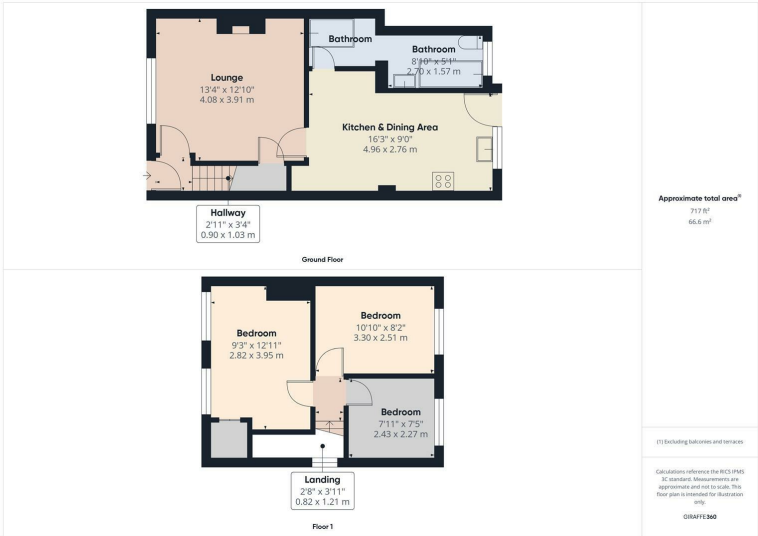 Bathroom
Bathroom
8'10" x 5'1"
2.70 x 1.57 m
Lounge
13'4" x 12'10"
4.08 x 3.91 m
Kitchen & Dining Area
16'3" x 9'0"
4.96 x 2.76 m
Hallway
2'11" x 3'4"
0.90 x 1.03 m
Ground Floor
Bedroom
9'3" x 12'11"
2.82 x 3.95 m
Bedroom
10'10" x 8'2"
3.30 x 2.51 m
Bedroom
7'11" x 7'5"
2.43 x 2.27 m
Landing
2'8" x 3'11"
0.82 x 1.21 m
Floor 1
Approximate total area⁽¹⁾
717 ft²
66.6 m²
(1) Excluding balconies and terraces
Calculations reference the RICS IPMS
3C standard. Measurements are
approximate and not to scale. This
floor plan is intended for illustration
only.
GIRAFFE360